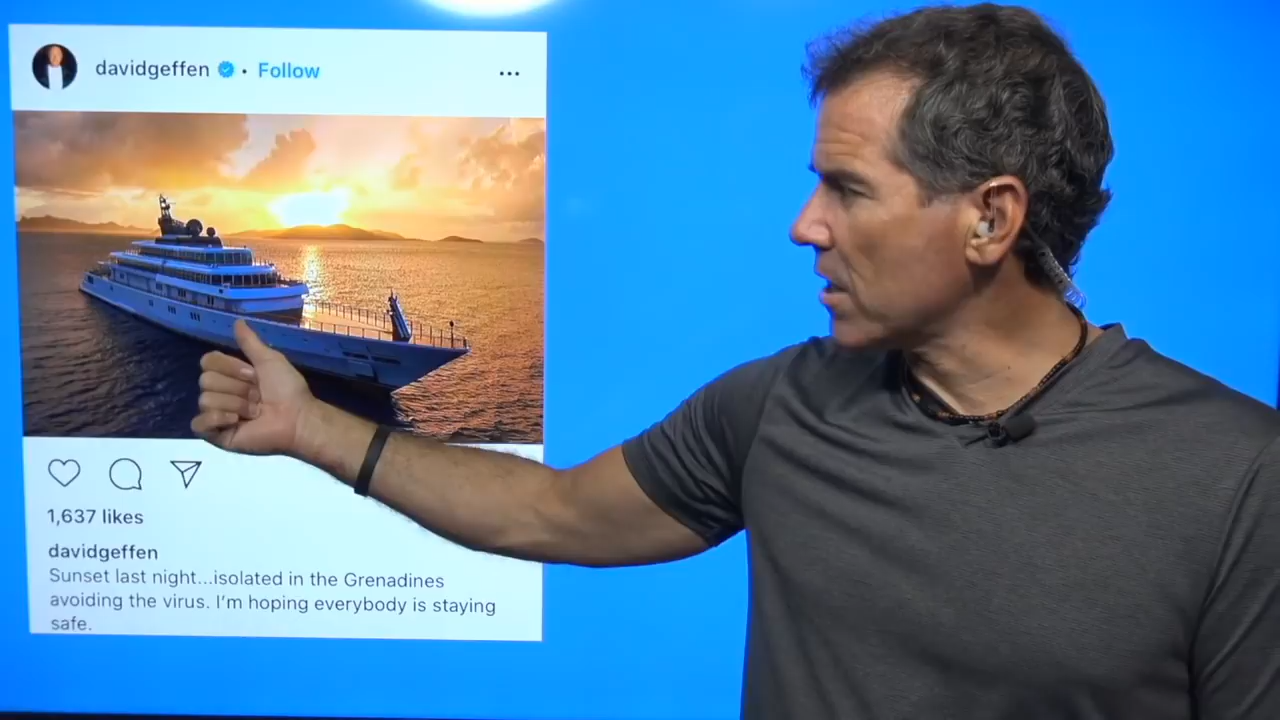 davidgeffen • Follow
1,637 likes
davidgeffen
Sunset last night...isolated in the Grenadines
avoiding the virus. I'm hoping everybody is staying
safe.